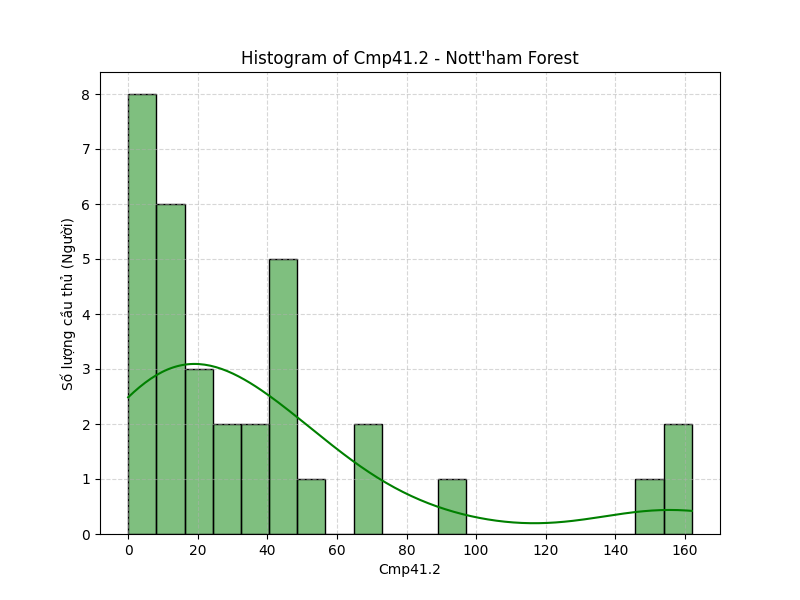 Histogram of Cmp41.2 - Nott'ham Forest
8
7
6
5
4
3
2
1
0
Số lượng cầu thủ (Người)
0 20 40 60 80 100 120 140 160
Cmp41.2